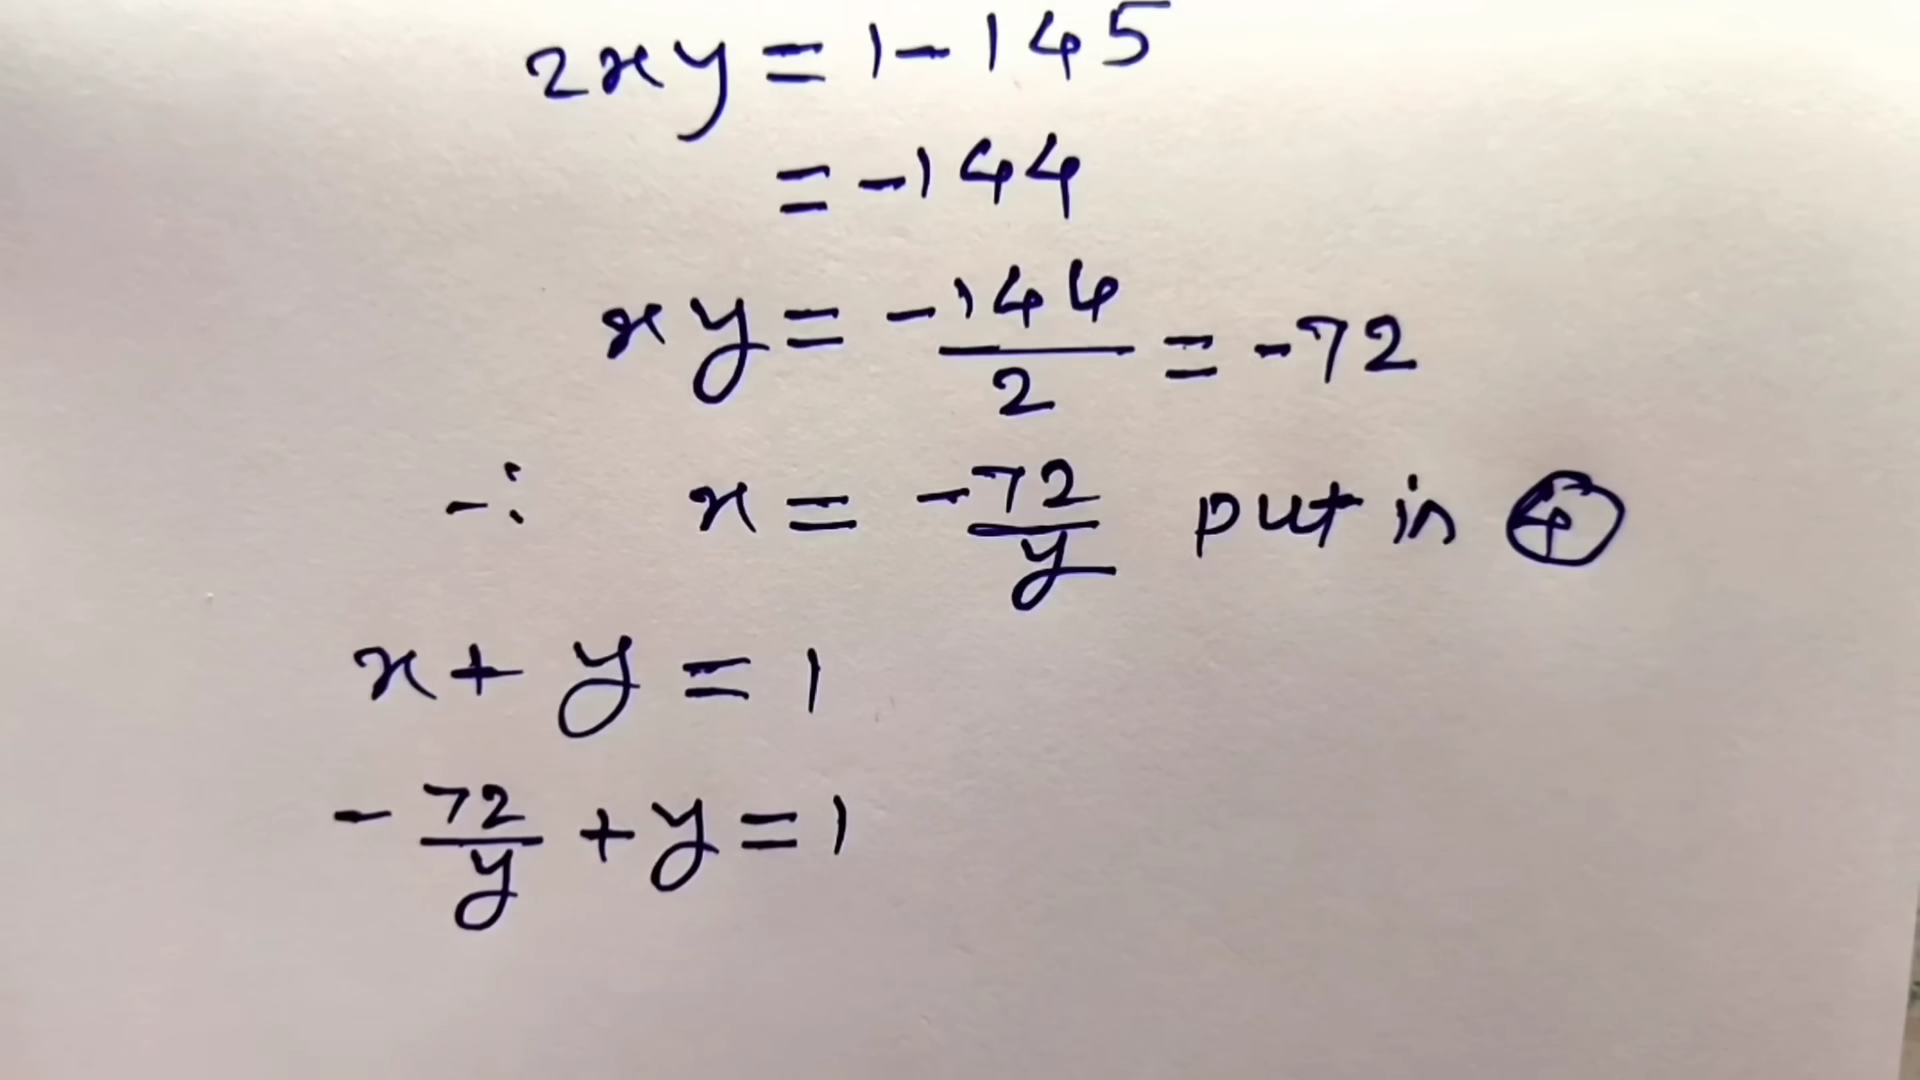 2xy = 1 - 145
= -144
xy = -144/2 = -72
∴ x = -72/y put in ④
x + y = 1
- 72/y + y = 1